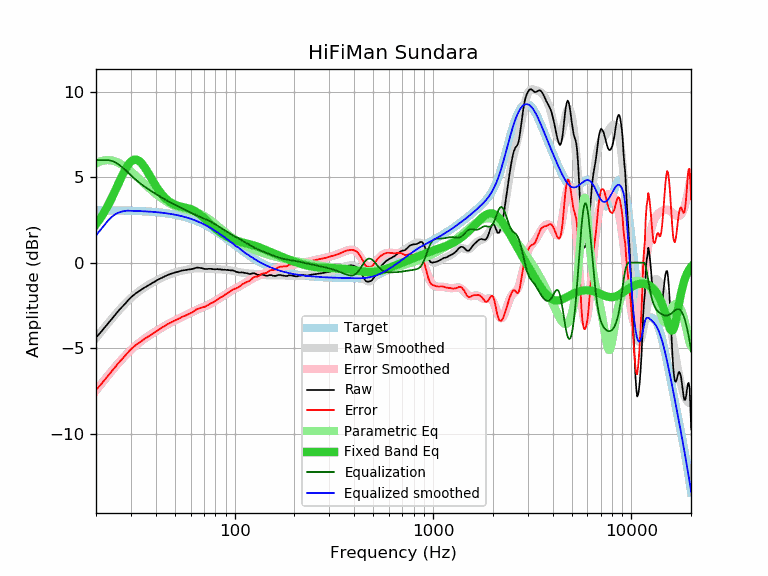 HiFiMan Sundara
Amplitude (dBr)
10
5
0
−5
−10
Target
Raw Smoothed
Error Smoothed
Raw
Error
Parametric Eq
Fixed Band Eq
Equalization
Equalized smoothed
100
1000
10000
Frequency (Hz)